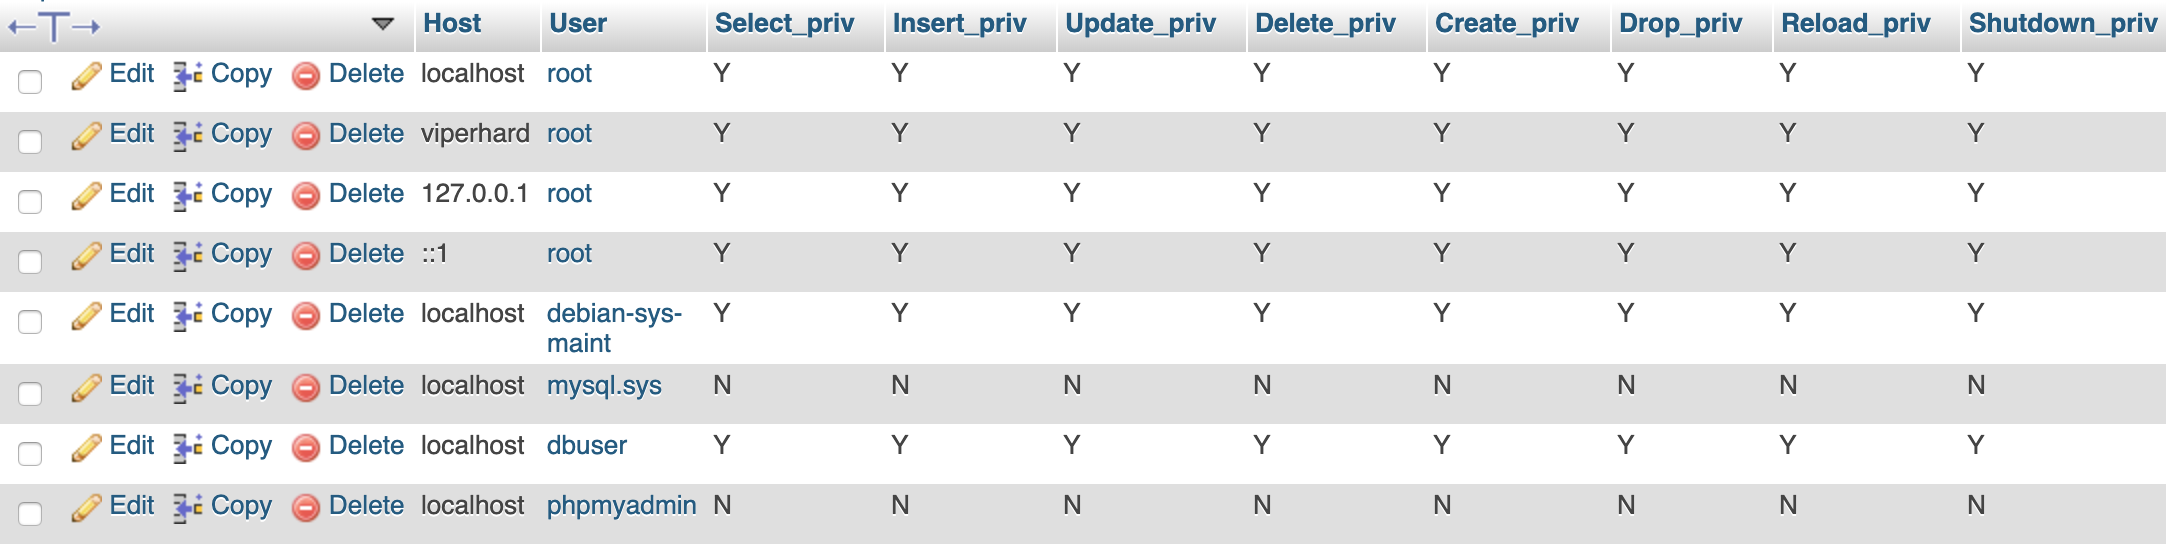 Host User Select_priv Insert_priv Update_priv Delete_priv Create_priv Drop_priv Reload_priv Shutdown_priv
Edit Copy Delete localhost root Y Y Y Y Y Y Y Y
Edit Copy Delete viperhard root Y Y Y Y Y Y Y Y
Edit Copy Delete 127.0.0.1 root Y Y Y Y Y Y Y Y
Edit Copy Delete ::1 root Y Y Y Y Y Y Y Y
Edit Copy Delete localhost debian-sys- Y Y Y Y Y Y Y Y
maint
Edit Copy Delete localhost mysql.sys N N N N N N N N
Edit Copy Delete localhost dbuser Y Y Y Y Y Y Y Y
Edit Copy Delete localhost phpmyadmin N N N N N N N N